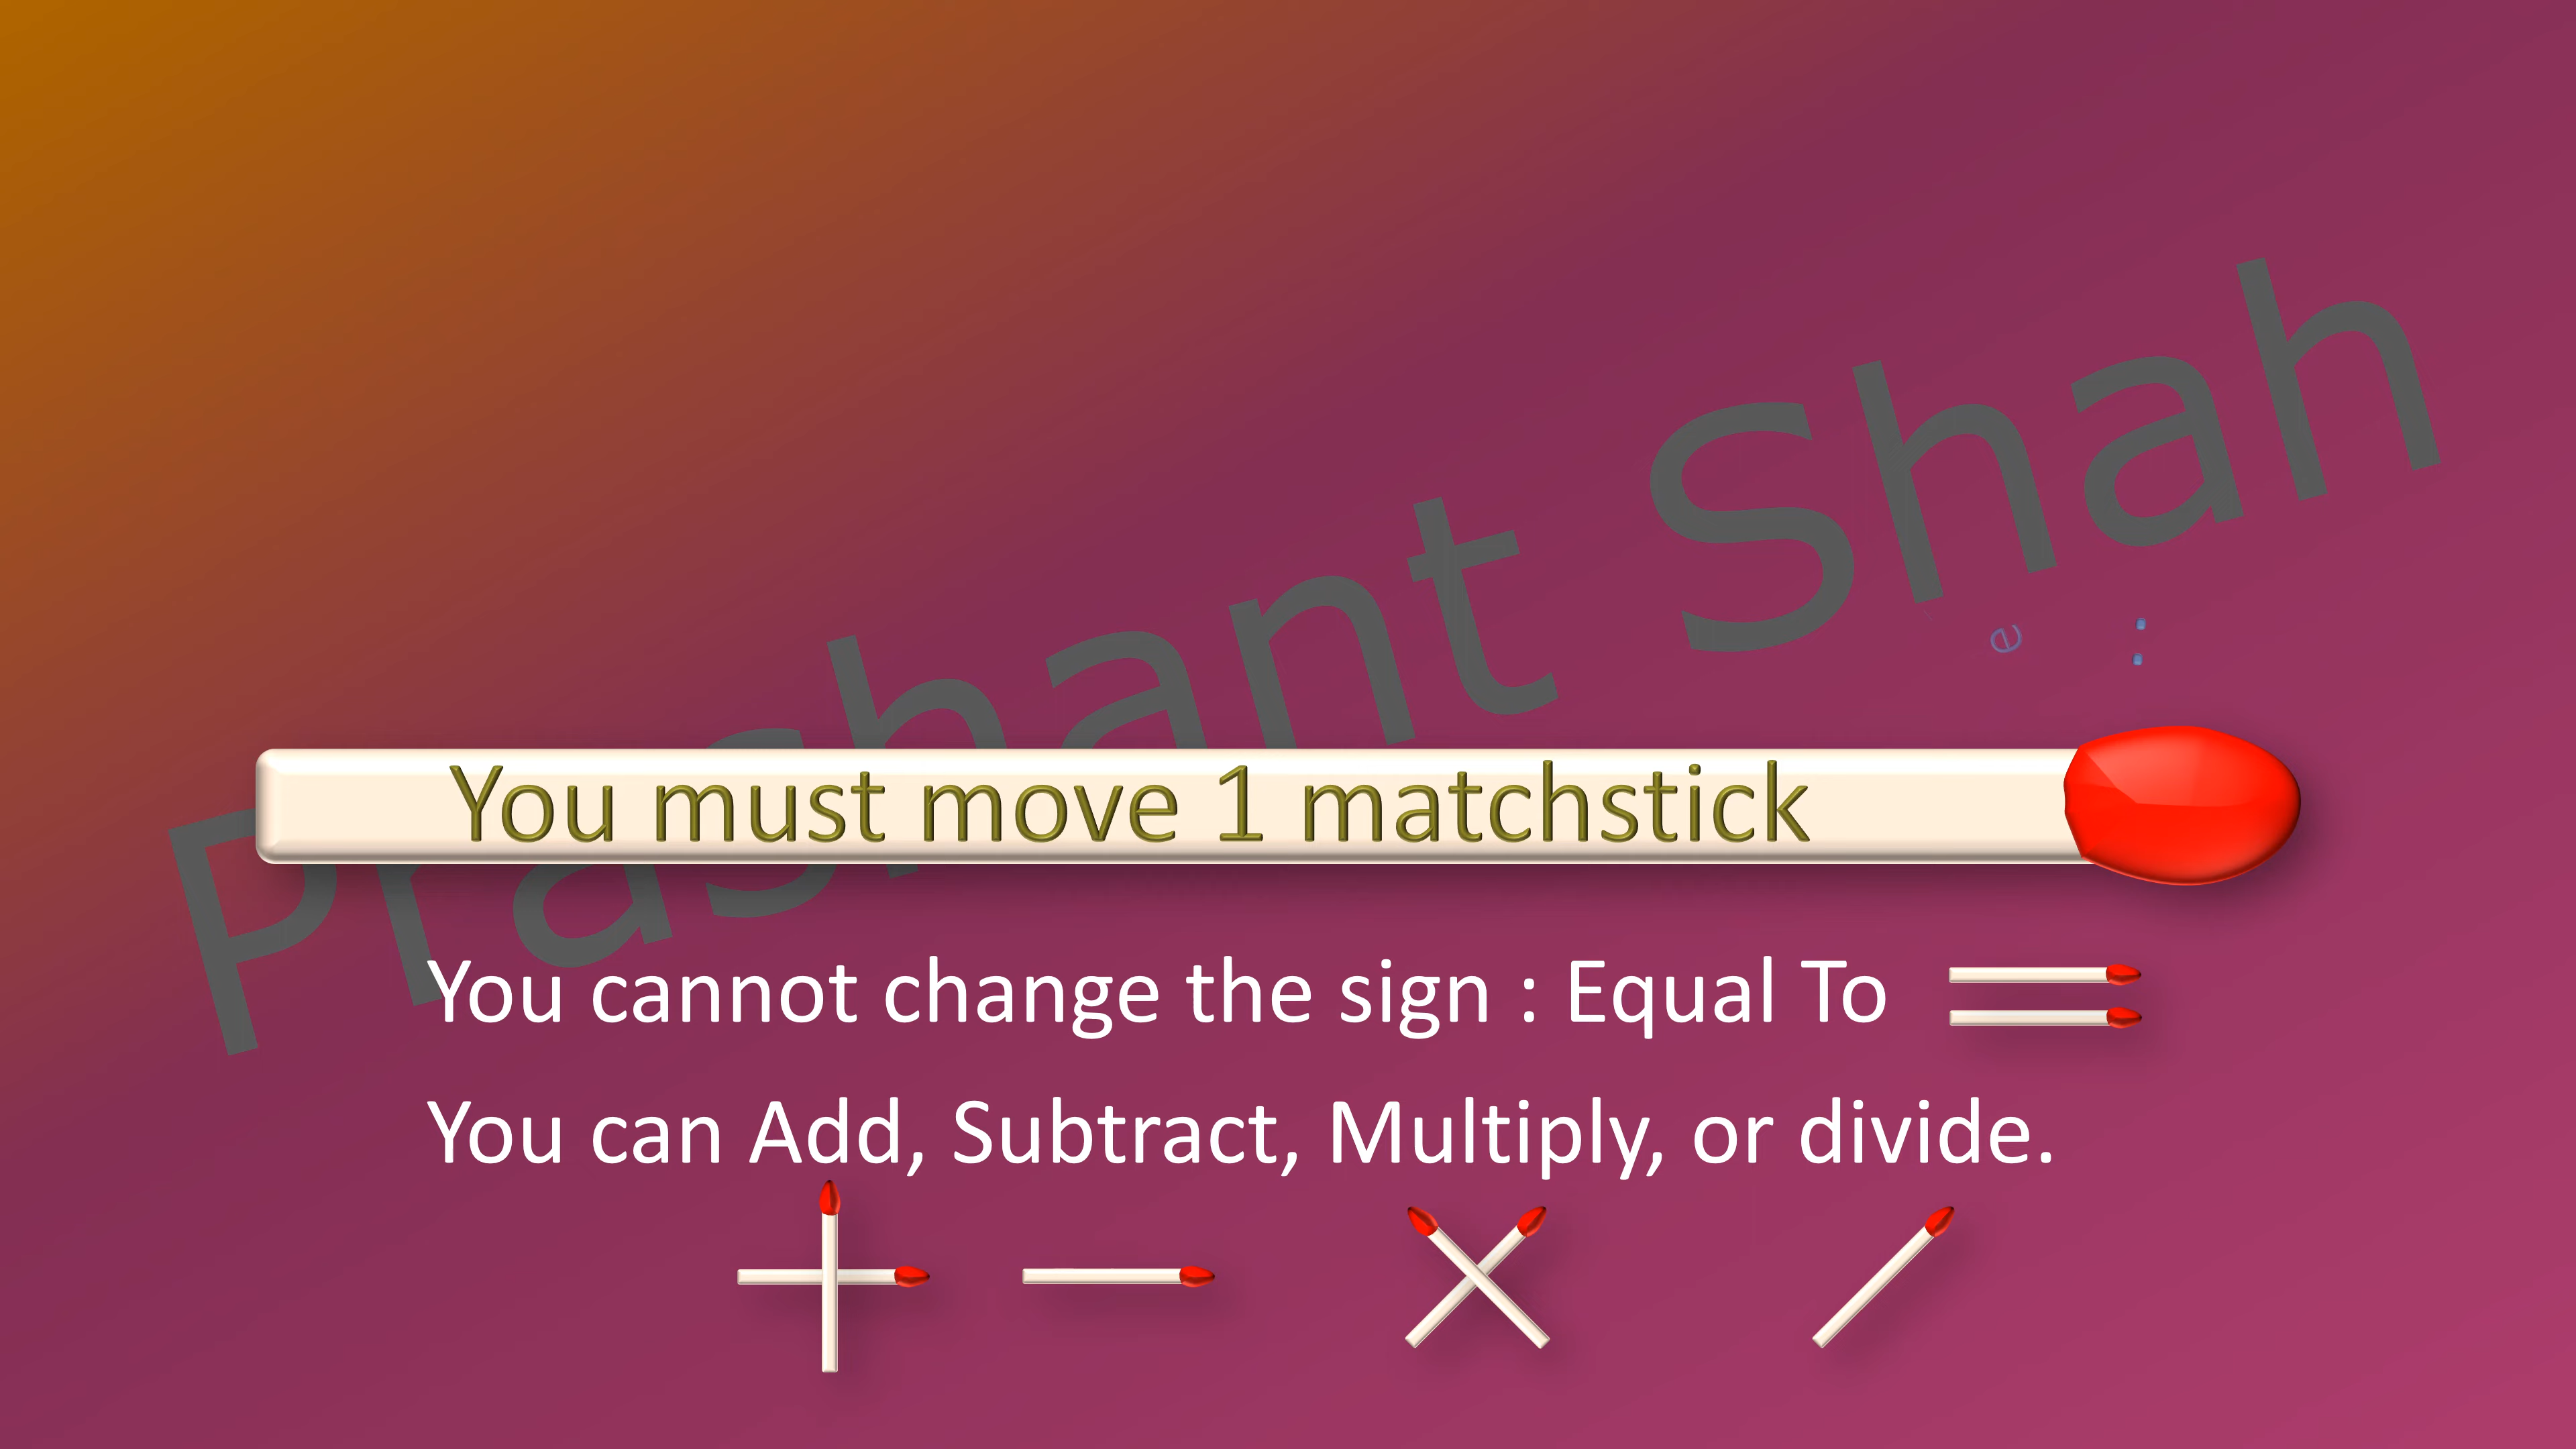 Prashant Shah
e :
You must move 1 matchstick
You cannot change the sign : Equal To =
You can Add, Subtract, Multiply, or divide.
+ − × /